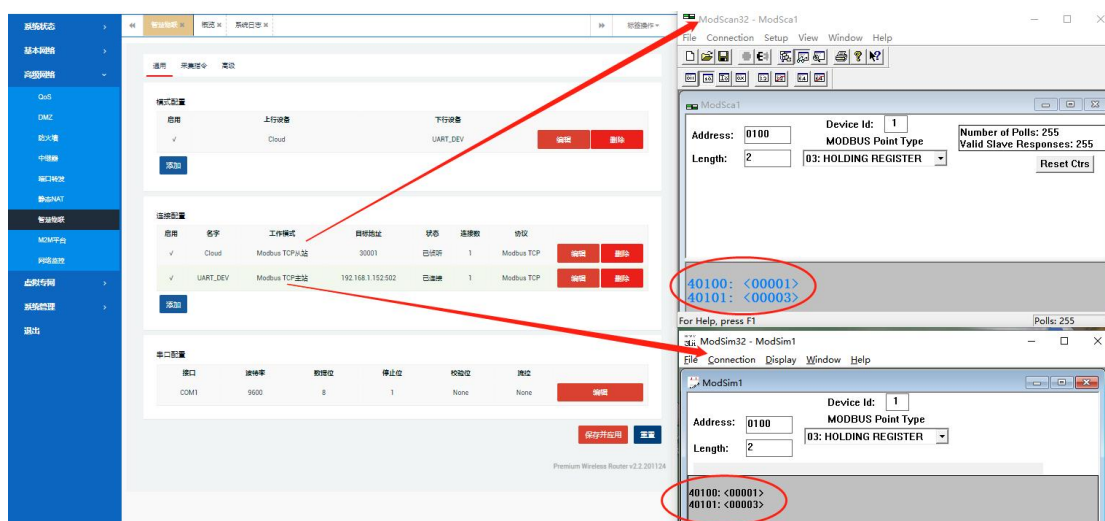 系统状态
基本网络
高级网络
QoS
DMZ
防火墙
中继器
端口转发
静态NAT
智慧物联
M2M平台
网络监控
虚拟专网
系统管理
退出
智慧物联 × 概览 × 系统日志 × 标签操作
通用 采集指令 高级
模式配置
启用 上行设备 下行设备
√ Cloud UART_DEV 编辑 删除
添加
连接配置
启用 名字 工作模式 目标地址 状态 连接数 协议
√ Cloud Modbus TCP从站 30001 已侦听 1 Modbus TCP 编辑 删除
√ UART_DEV Modbus TCP主站 192.168.1.152:502 已连接 1 Modbus TCP 编辑 删除
添加
串口配置
接口 波特率 数据位 停止位 校验位 流控
COM1 9600 8 1 None None 编辑
保存并应用 重置
Premium Wireless Router v2.2.201124
ModScan32 - ModSca1
File Connection Setup View Window Help
ModSca1
Address: 0100
Device Id: 1
MODBUS Point Type
Length: 2
03: HOLDING REGISTER
Number of Polls: 255
Valid Slave Responses: 255
Reset Ctrs
40100: <00001>
40101: <00003>
For Help, press F1 Polls: 255
ModSim32 - ModSim1
File Connection Display Window Help
ModSim1
Device Id: 1
Address: 0100
MODBUS Point Type
03: HOLDING REGISTER
Length: 2
40100: <00001>
40101: <00003>